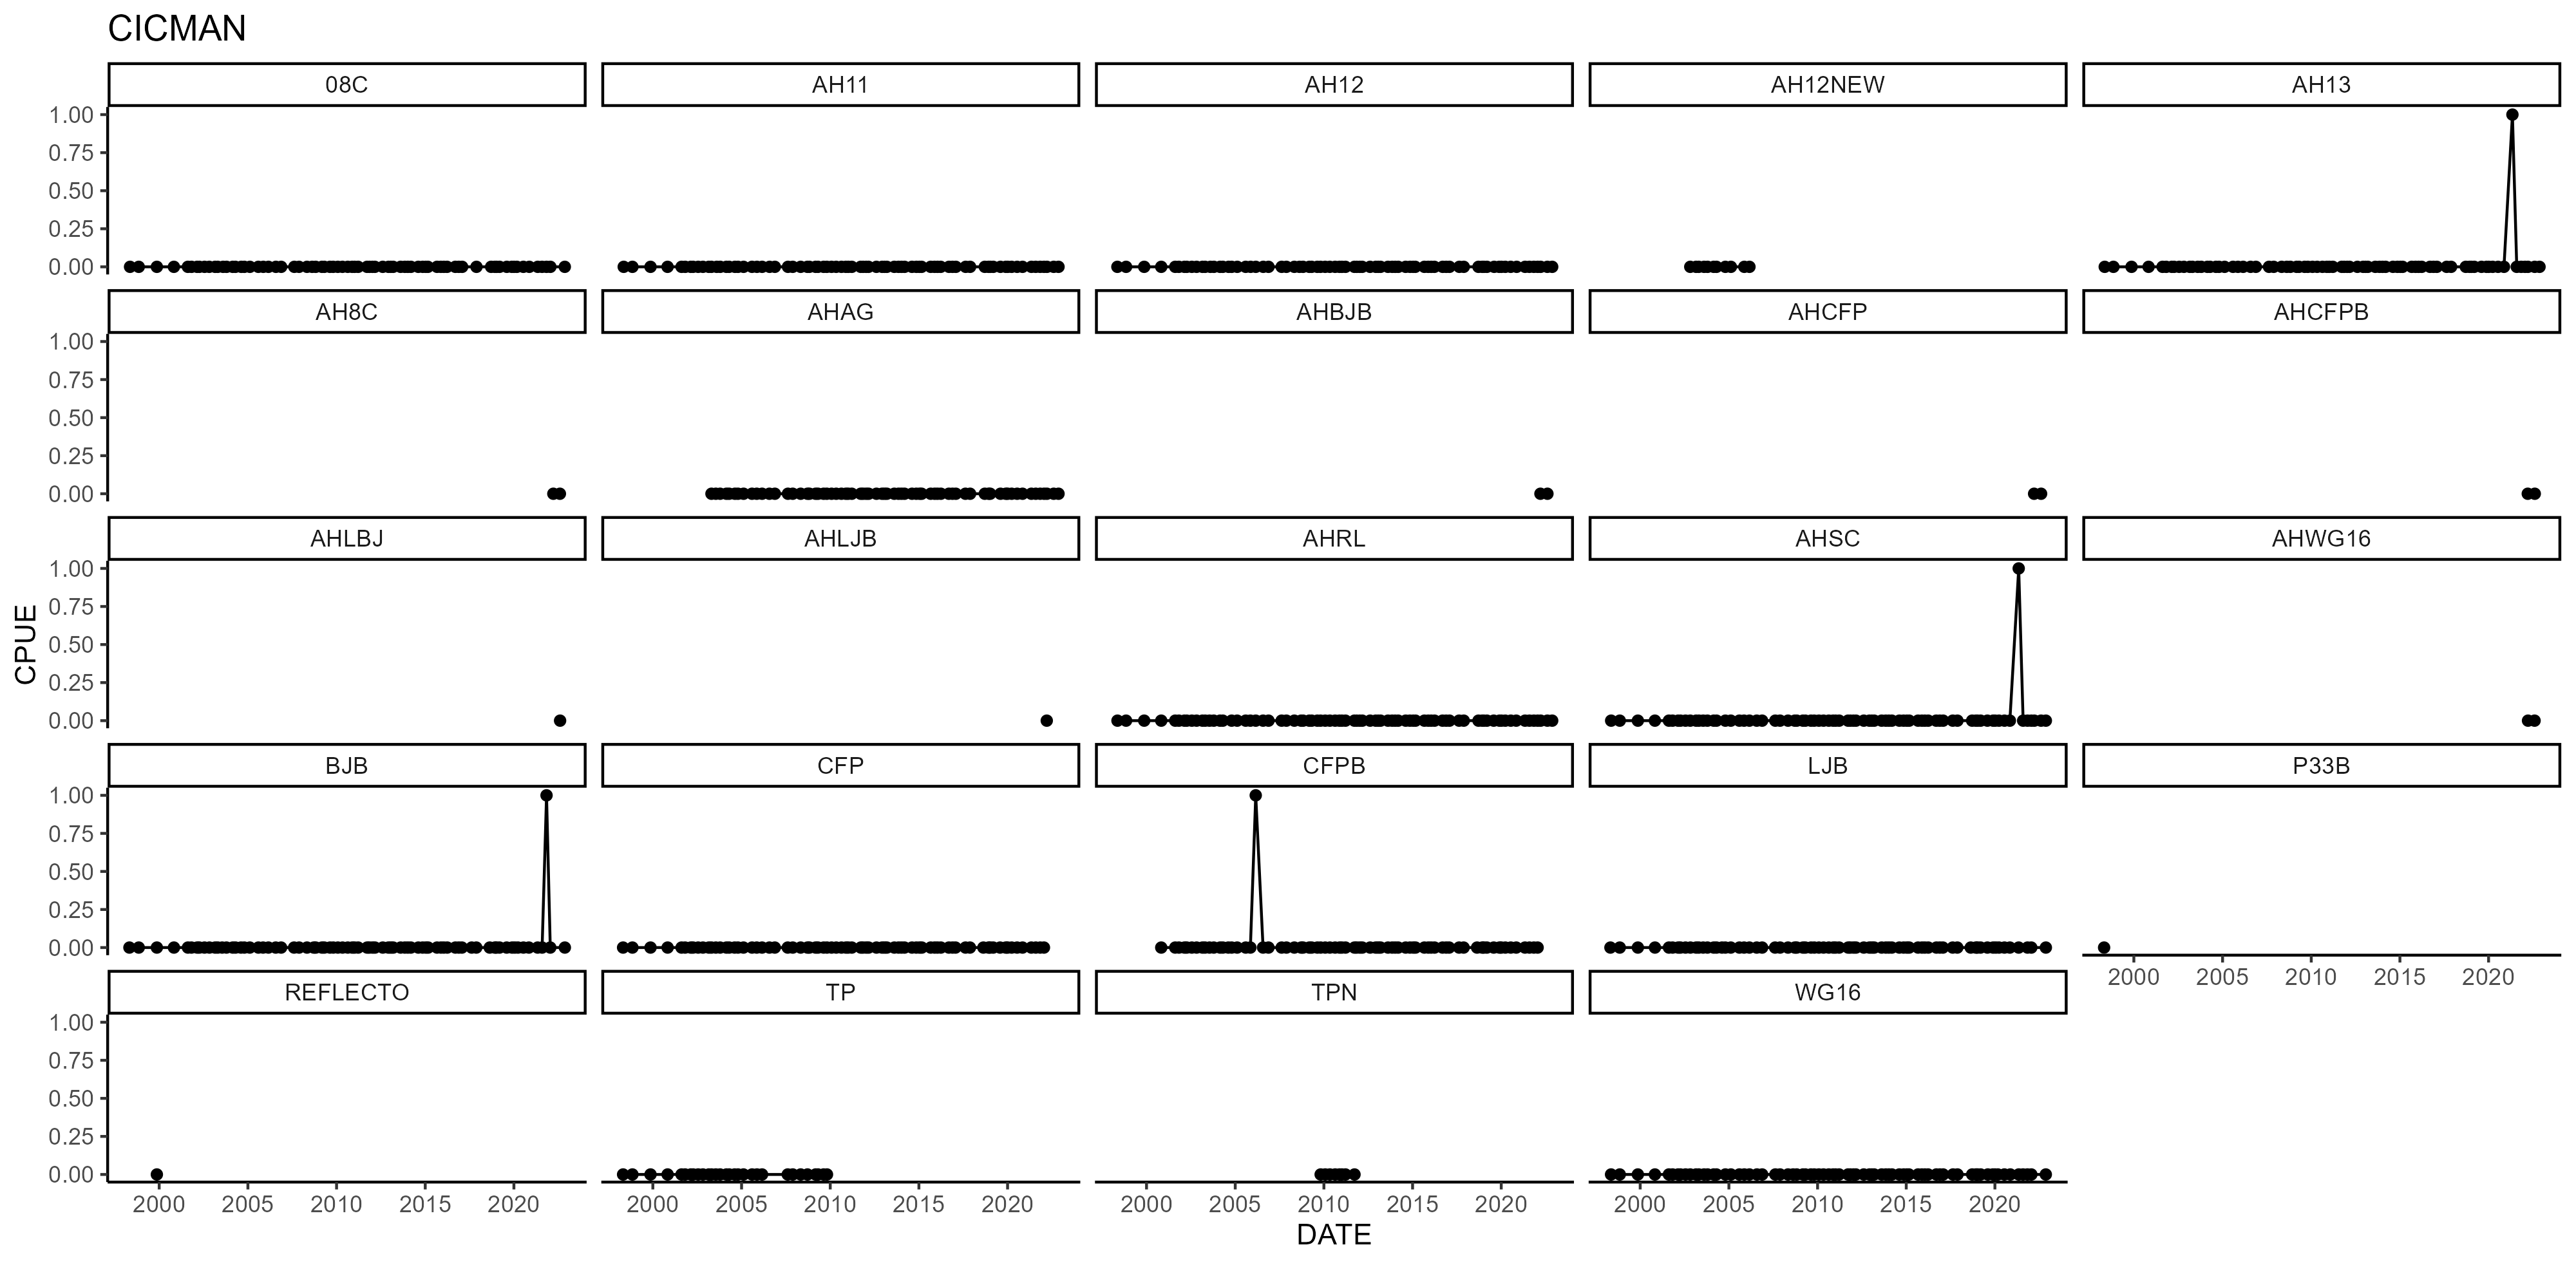 CICMAN
08C AH11 AH12 AH12NEW AH13
1.00
0.75
0.50
0.25
0.00
AH8C AHAG AHBJB AHCFP AHCFPB
1.00
0.75
0.50
0.25
0.00
AHLBJ AHLJB AHRL AHSC AHWG16
1.00
0.75
0.50
0.25
0.00
CPUE
BJB CFP CFPB LJB P33B
1.00
0.75
0.50
0.25
0.00
2000 2005 2010 2015 2020
REFLECTO TP TPN WG16
1.00
0.75
0.50
0.25
0.00
2000 2005 2010 2015 2020 2000 2005 2010 2015 2020 2000 2005 2010 2015 2020 2000 2005 2010 2015 2020
DATE